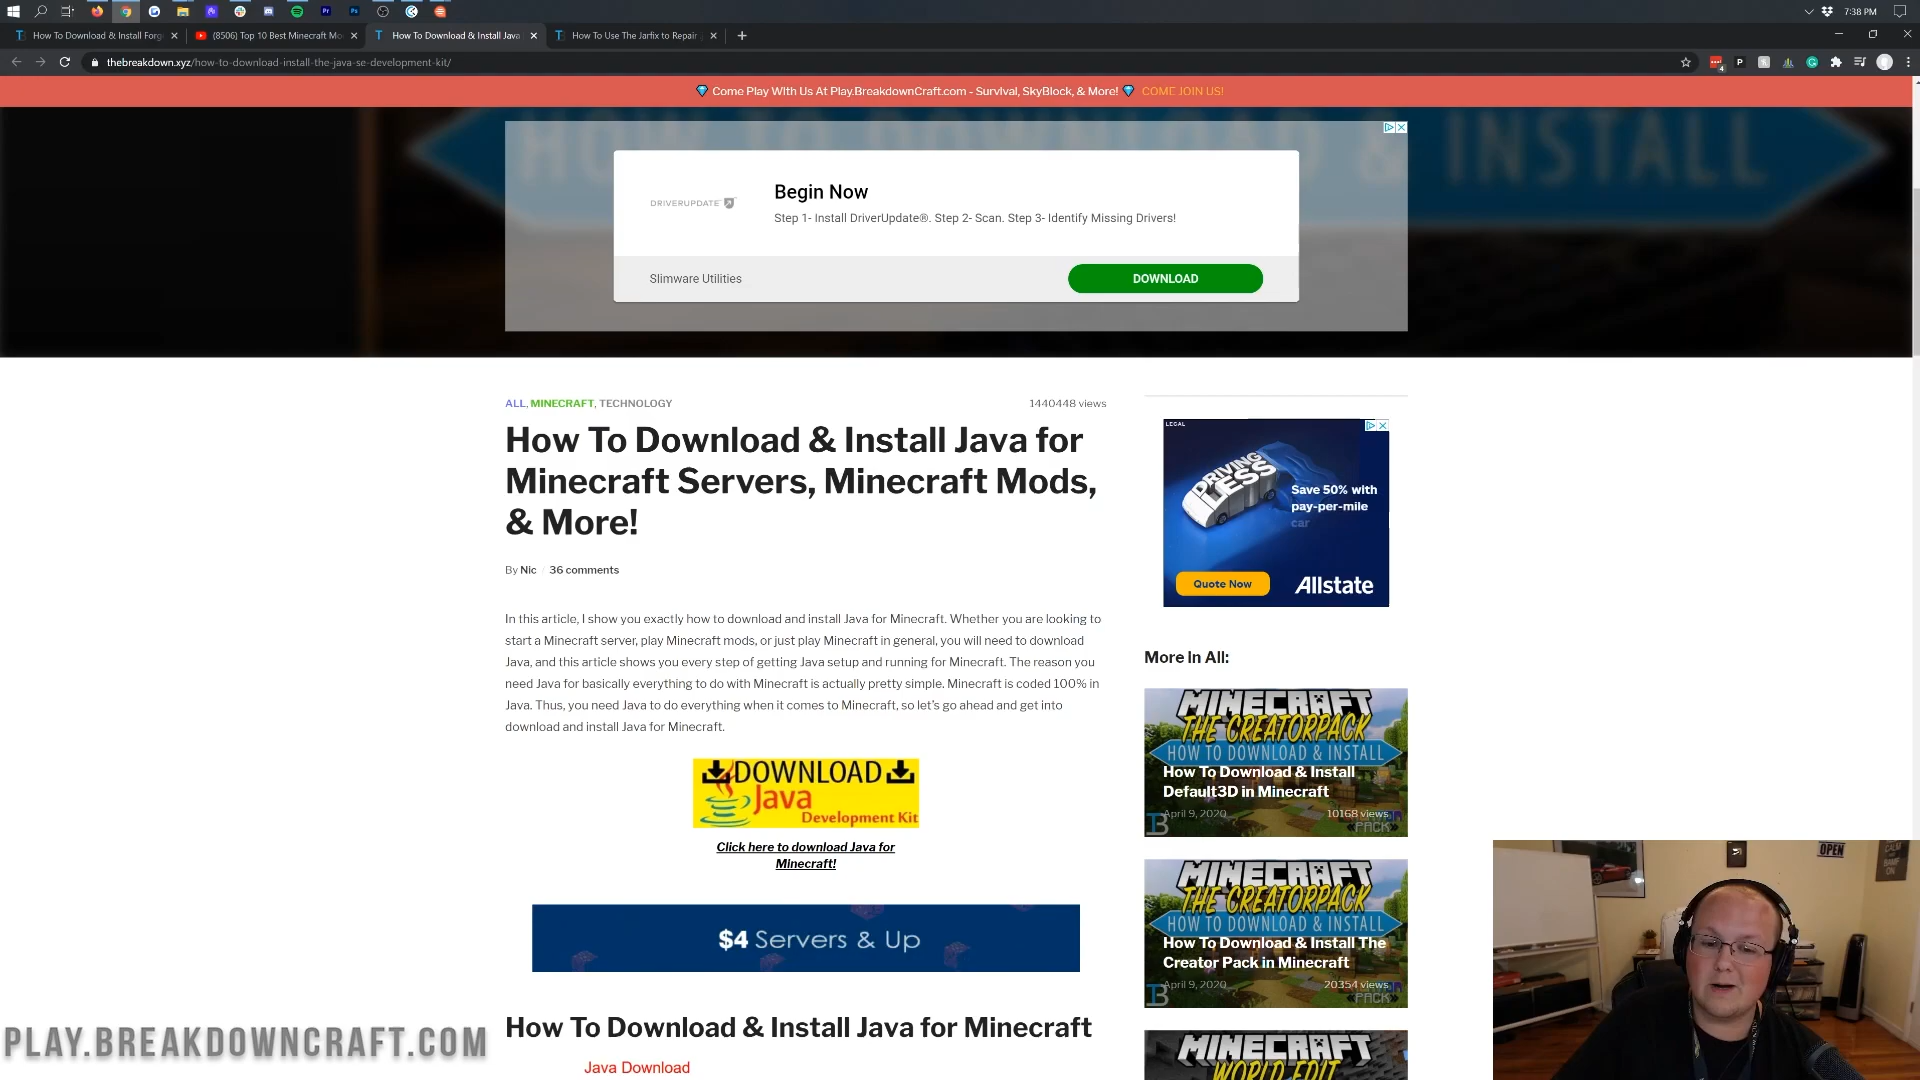 7:38 PM
How To Download & Install Forg
(8506) Top 10 Best Minecraft Mo
How To Download & Install Java
How To Use The Jarfix to Repair
thebreakdown.xyz/how-to-download-install-the-java-se-development-kit/
Come Play With Us At Play.BreakdownCraft.com - Survival, SkyBlock, & More! COME JOIN US!
HOW TO DOWNLOAD & INSTALL
DRIVERUPDATE
Begin Now
Step 1- Install DriverUpdate®. Step 2- Scan. Step 3- Identify Missing Drivers!
Slimware Utilities
DOWNLOAD
ALL, MINECRAFT, TECHNOLOGY
1440448 views
How To Download & Install Java for
Minecraft Servers, Minecraft Mods,
& More!
By Nic / 36 comments
In this article, I show you exactly how to download and install Java for Minecraft. Whether you are looking to
start a Minecraft server, play Minecraft mods, or just play Minecraft in general, you will need to download
Java, and this article shows you every step of getting Java setup and running for Minecraft. The reason you
need Java for basically everything to do with Minecraft is actually pretty simple. Minecraft is coded 100% in
Java. Thus, you need Java to do everything when it comes to Minecraft, so let's go ahead and get into
download and install Java for Minecraft.
DOWNLOAD
Java
Development Kit
Click here to download Java for
Minecraft!
$4 Servers & Up
How To Download & Install Java for Minecraft
Java Download
LEGAL
DRIVING
LESS
Save 50% with
pay-per-mile
car
Quote Now
Allstate
More In All:
MINECRAFT
THE CREATORPACK
HOW TO DOWNLOAD & INSTALL
How To Download & Install
Default3D in Minecraft
April 9, 2020
10168 views
PACK
MINECRAFT
THE CREATORPACK
HOW TO DOWNLOAD & INSTALL
How To Download & Install The
Creator Pack in Minecraft
April 9, 2020
20354 views
PACK
MINECRAFT
WORLD EDIT
OPEN
PLAY.BREAKDOWNCRAFT.COM